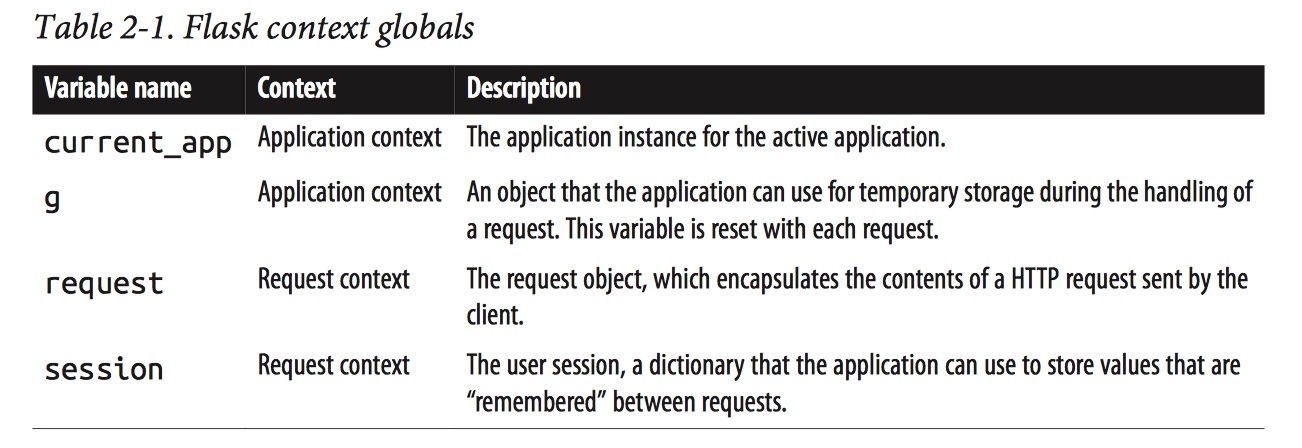 Table 2-1. Flask context globals
Variable name Context Description
current_app Application context The application instance for the active application.
g Application context An object that the application can use for temporary storage during the handling of
a request. This variable is reset with each request.
request Request context The request object, which encapsulates the contents of a HTTP request sent by the
client.
session Request context The user session, a dictionary that the application can use to store values that are
“remembered” between requests.